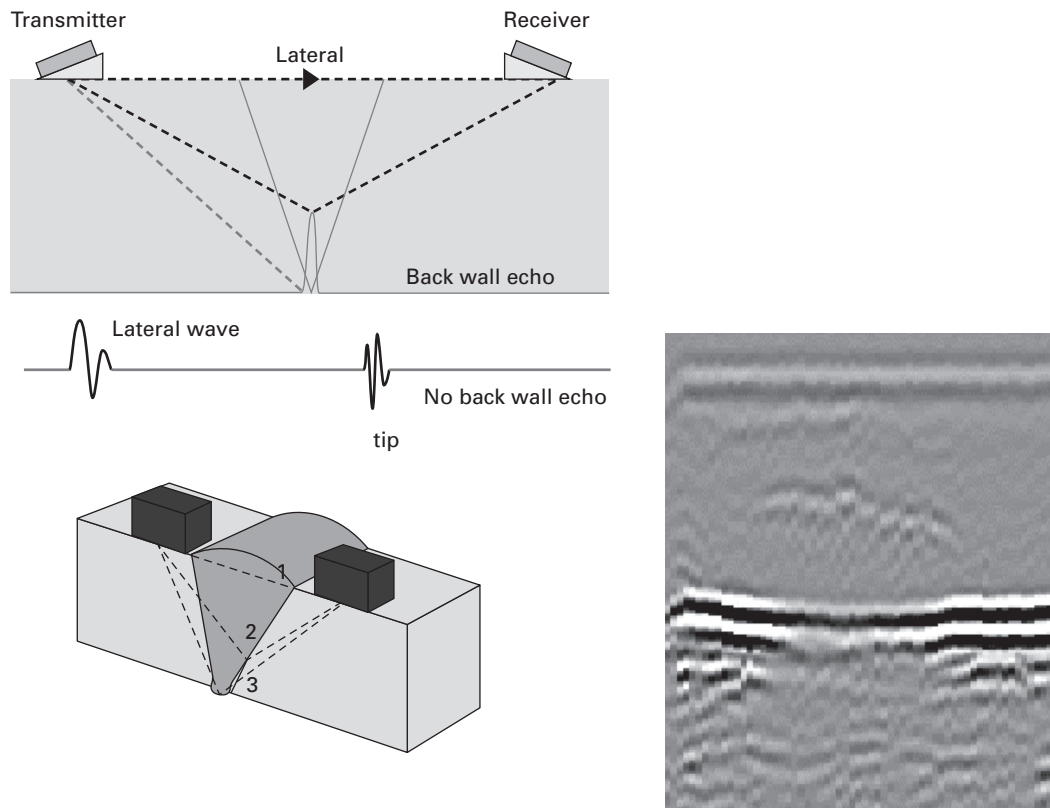 Transmitter
Receiver
Lateral
Back wall echo
Lateral wave
No back wall echo
tip
1
2
3